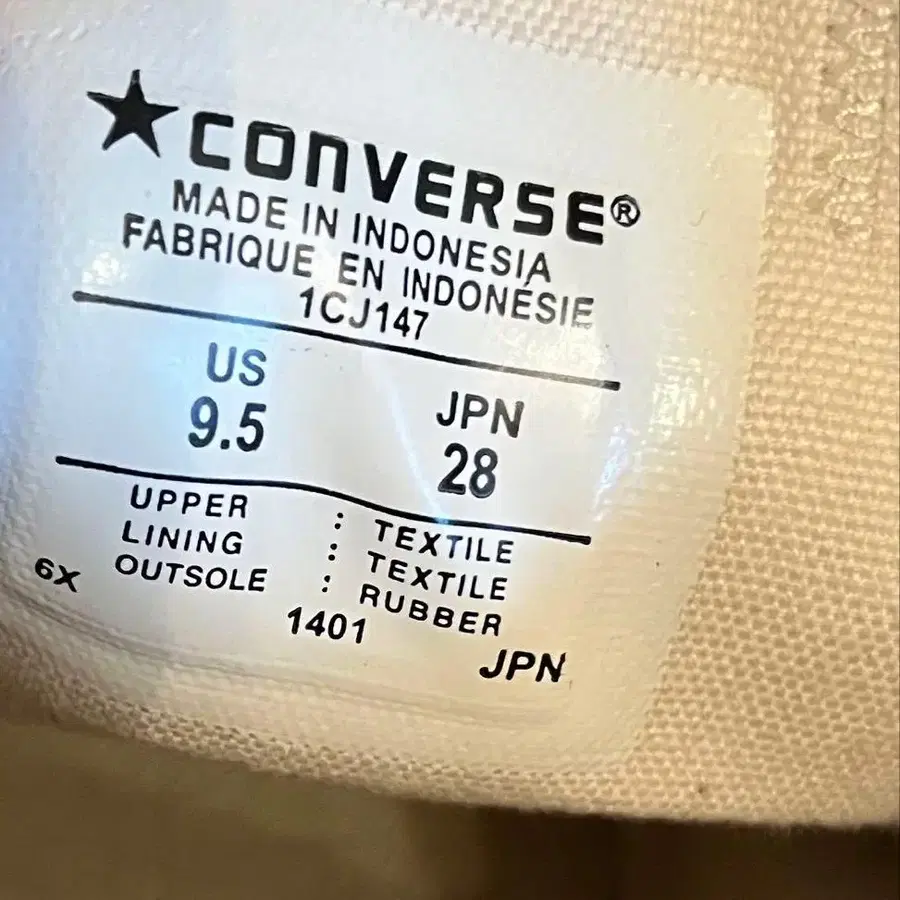 ★CONVERSE®
MADE IN INDONESIA
FABRIQUE EN INDONÉSIE
1CJ147
US JPN
9.5 28
UPPER : TEXTILE
LINING : TEXTILE
OUTSOLE : RUBBER
6X
1401
JPN